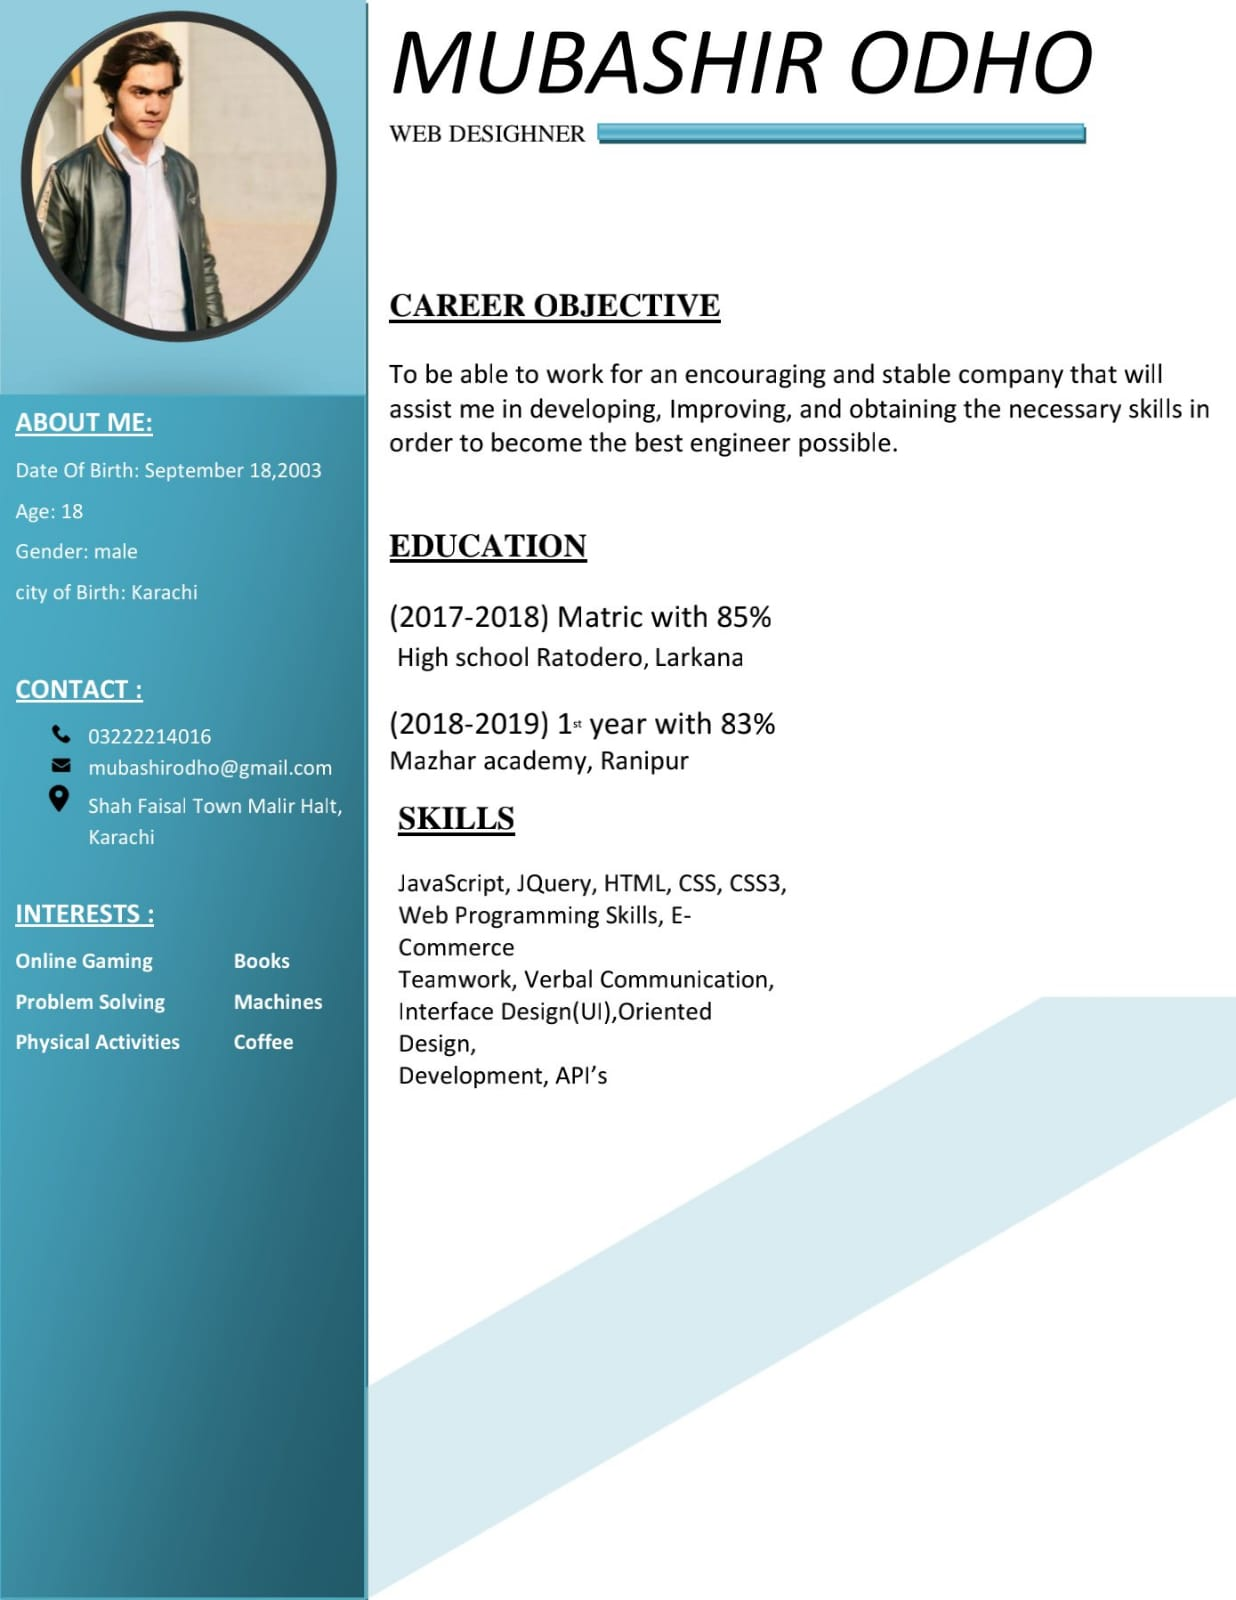 MUBASHIR ODHO
WEB DESIGHNER
ABOUT ME:
Date Of Birth: September 18,2003
Age: 18
Gender: male
city of Birth: Karachi
CONTACT :
03222214016
mubashirodho@gmail.com
Shah Faisal Town Malir Halt,
Karachi
INTERESTS :
Online Gaming Books
Problem Solving Machines
Physical Activities Coffee
CAREER OBJECTIVE
To be able to work for an encouraging and stable company that will
assist me in developing, Improving, and obtaining the necessary skills in
order to become the best engineer possible.
EDUCATION
(2017-2018) Matric with 85%
High school Ratodero, Larkana
(2018-2019) 1st year with 83%
Mazhar academy, Ranipur
SKILLS
JavaScript, JQuery, HTML, CSS, CSS3,
Web Programming Skills, E-
Commerce
Teamwork, Verbal Communication,
Interface Design(UI),Oriented
Design,
Development, API’s